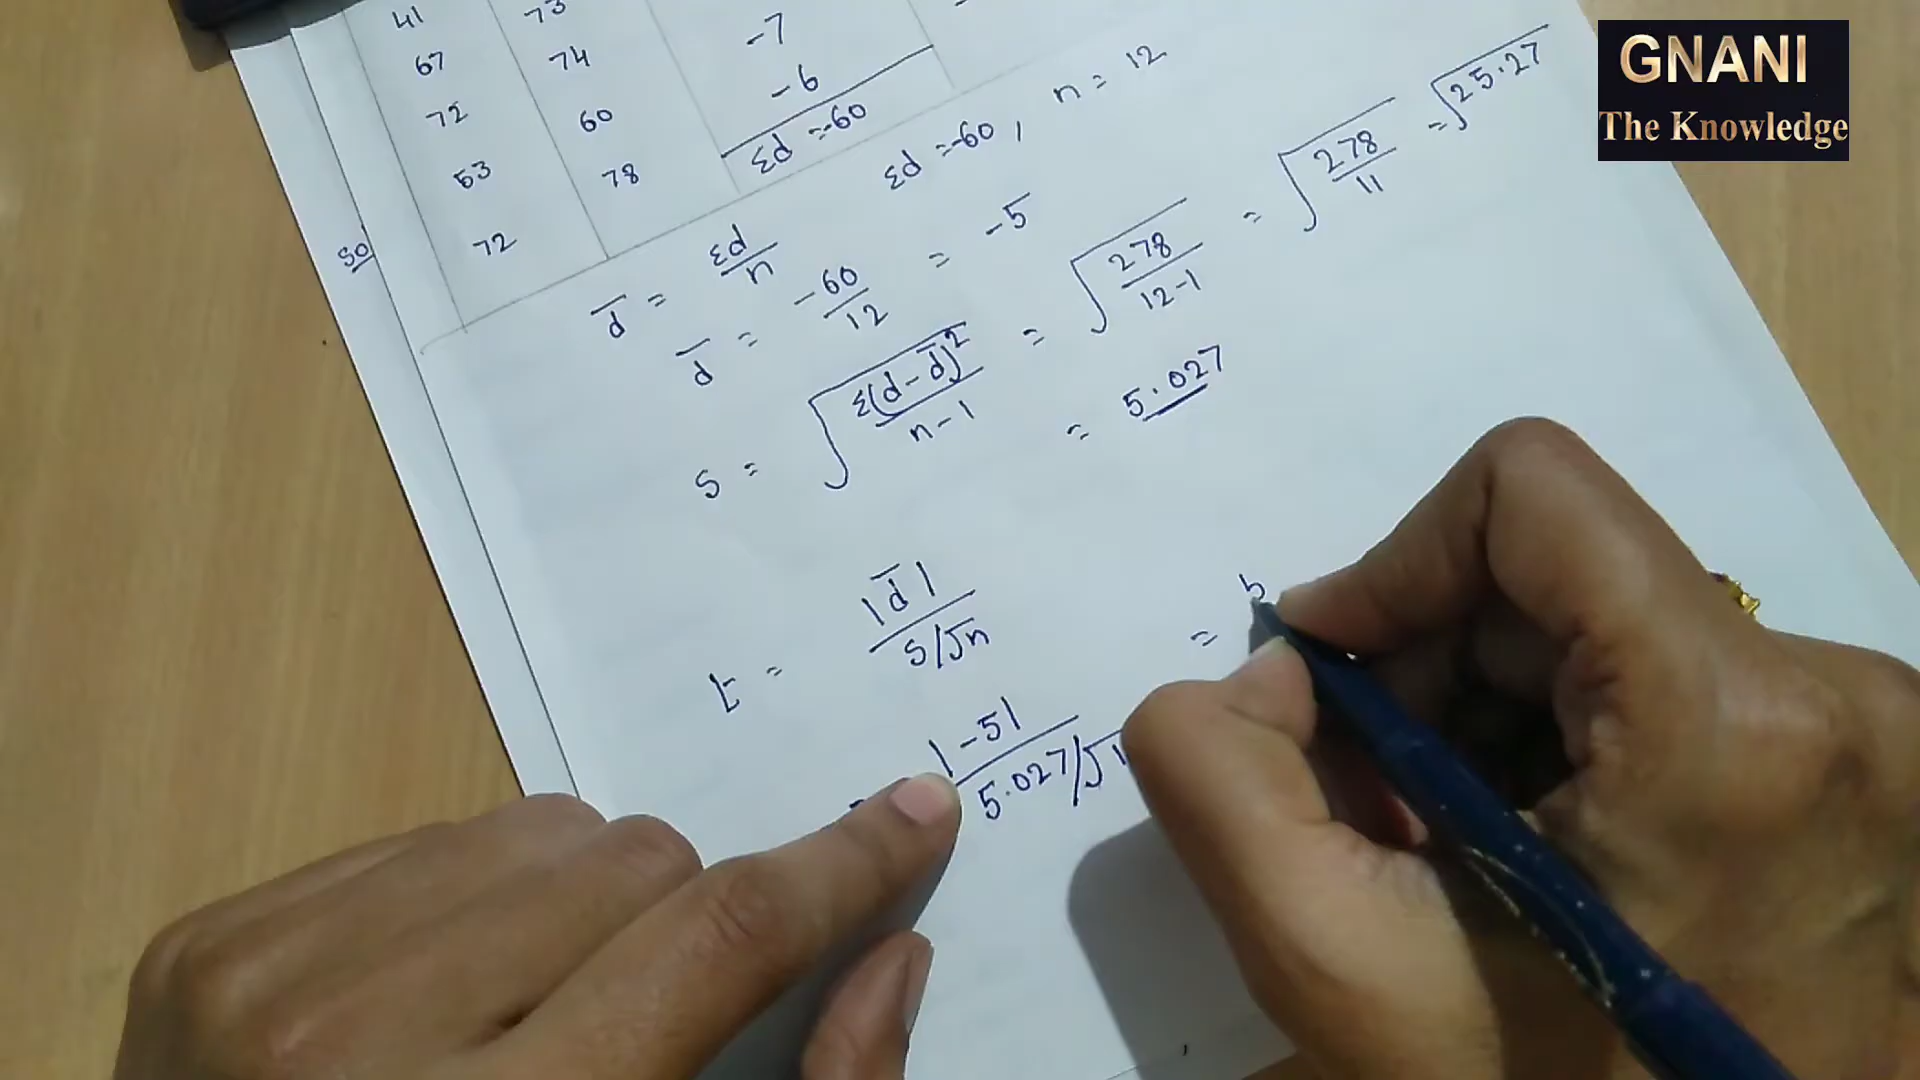 GNANI
The Knowledge
41 73
67 74 -7
72 60 -6
53 78 Σd = -60
50 72
Σd = -60, n = 12
d̄ = Σd/n
d̄ = -60/12 = -5
S = √(Σ(d-d̄)²/n-1) = √(278/12-1) = √(278/11) = √25.27
= 5.027
t = |d̄|/S/√n
|-5|/5.027/√1 = 5